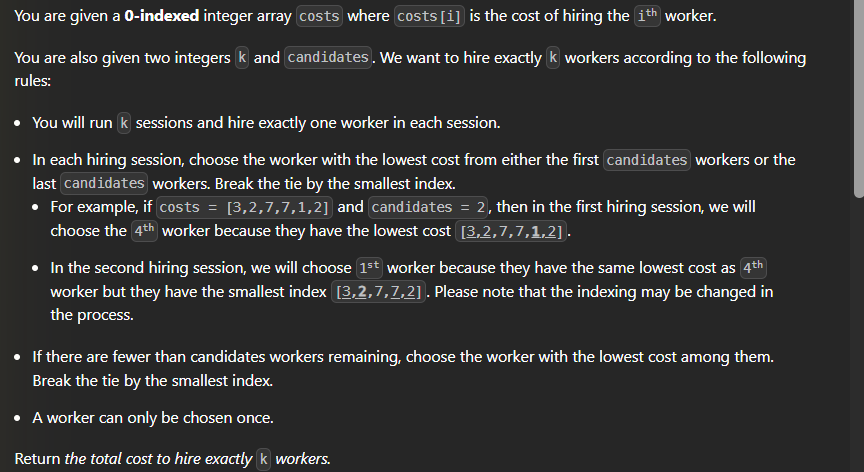 You are given a 0-indexed integer array costs where costs[i] is the cost of hiring the ith worker.
You are also given two integers k and candidates. We want to hire exactly k workers according to the following
rules:
• You will run k sessions and hire exactly one worker in each session.
• In each hiring session, choose the worker with the lowest cost from either the first candidates workers or the
last candidates workers. Break the tie by the smallest index.
• For example, if costs = [3,2,7,7,1,2] and candidates = 2, then in the first hiring session, we will
choose the 4th worker because they have the lowest cost [3,2,7,7,1,2].
• In the second hiring session, we will choose 1st worker because they have the same lowest cost as 4th
worker but they have the smallest index [3,2,7,7,2]. Please note that the indexing may be changed in
the process.
• If there are fewer than candidates workers remaining, choose the worker with the lowest cost among them.
Break the tie by the smallest index.
• A worker can only be chosen once.
Return the total cost to hire exactly k workers.